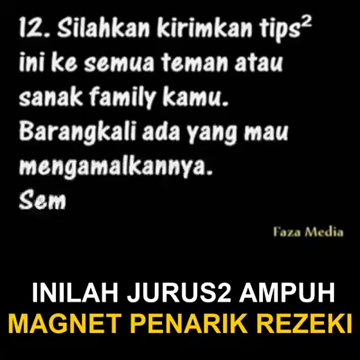 12. Silahkan kirimkan tips²
ini ke semua teman atau
sanak family kamu.
Barangkali ada yang mau
mengamalkannya.
Sem
Faza Media
INILAH JURUS2 AMPUH
MAGNET PENARIK REZEKI